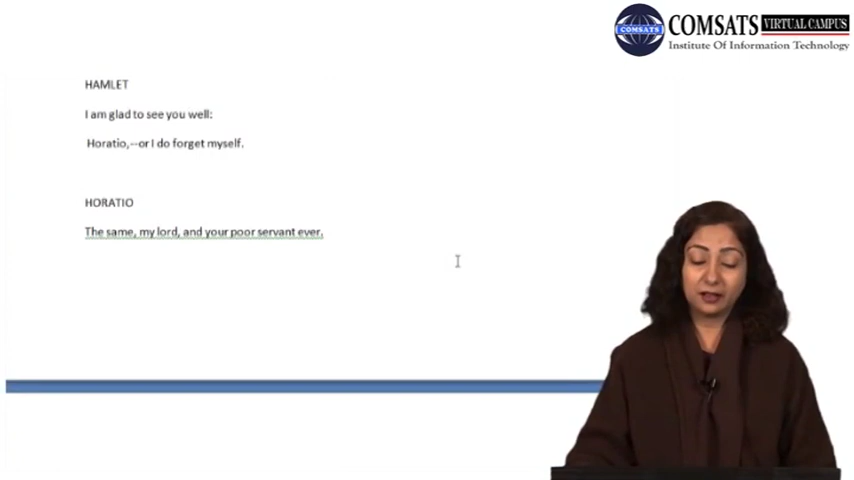 COMSATS VIRTUAL CAMPUS
COMSATS
Institute Of Information Technology
HAMLET
I am glad to see you well:
Horatio,--or I do forget myself.
HORATIO
The same, my lord, and your poor servant ever.